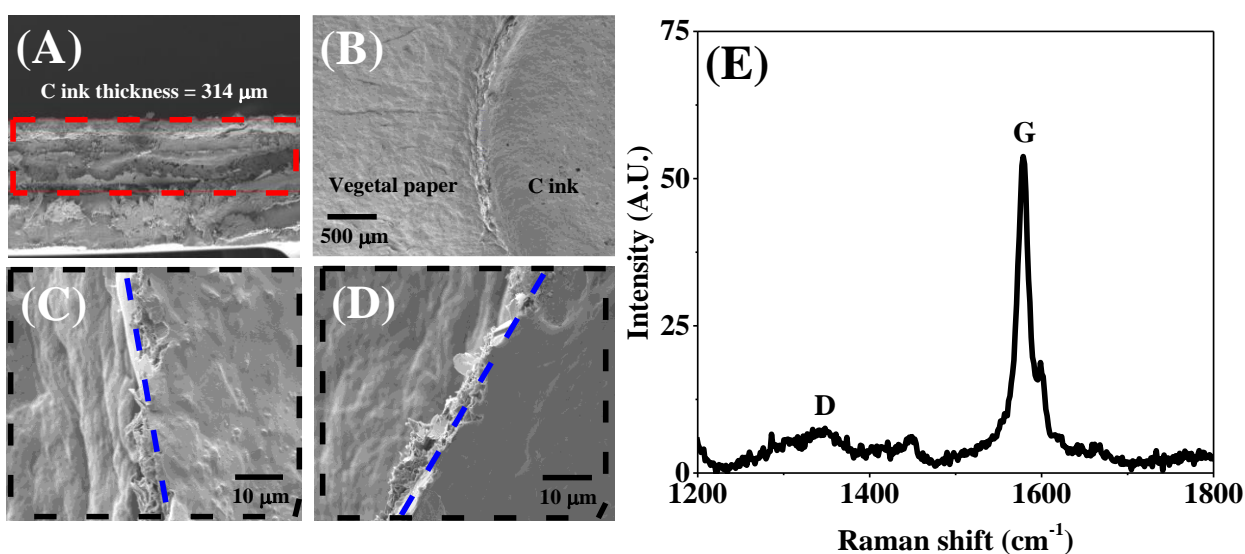 (A)
C ink thickness = 314 μm
(B)
Vegetal paper
C ink
500 μm
(C)
10 μm
(D)
10 μm
(E)
75
50
25
0
Intensity (A.U.)
G
D
1200 1400 1600 1800
Raman shift (cm⁻¹)